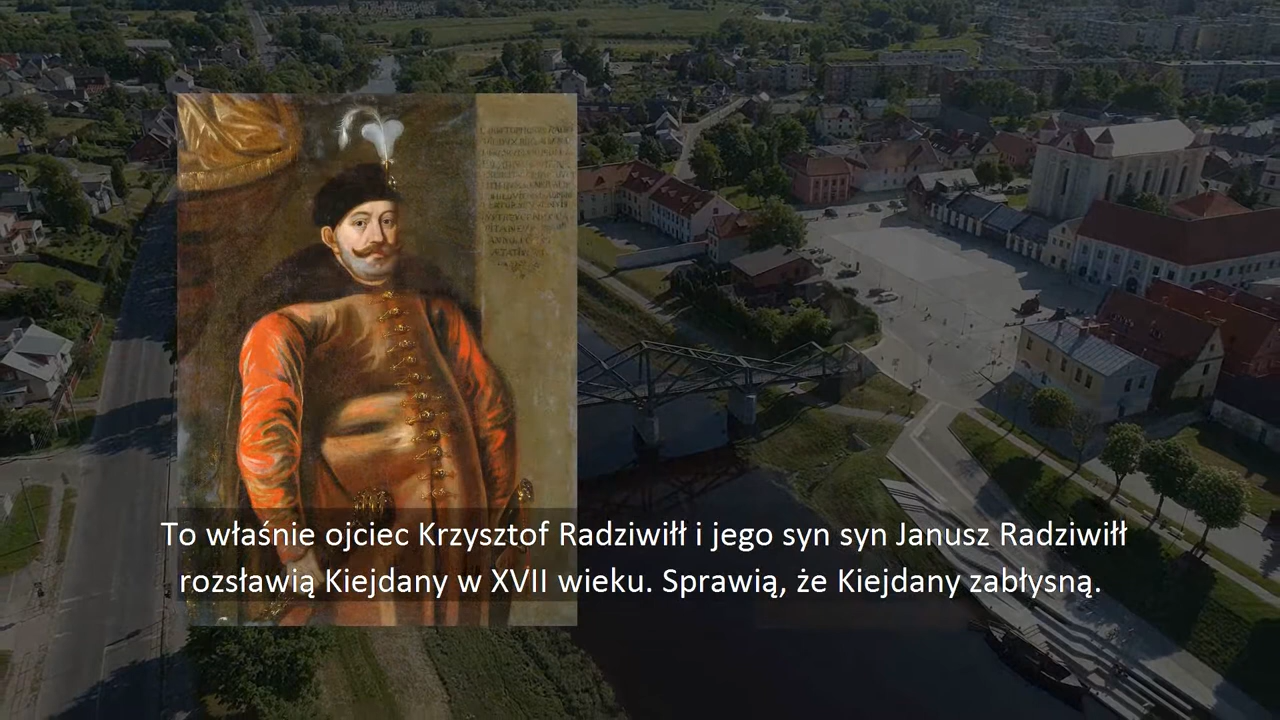 To właśnie ojciec Krzysztof Radziwiłł i jego syn syn Janusz Radziwiłł
rozsławią Kiejdany w XVII wieku. Sprawią, że Kiejdany zabłysną.